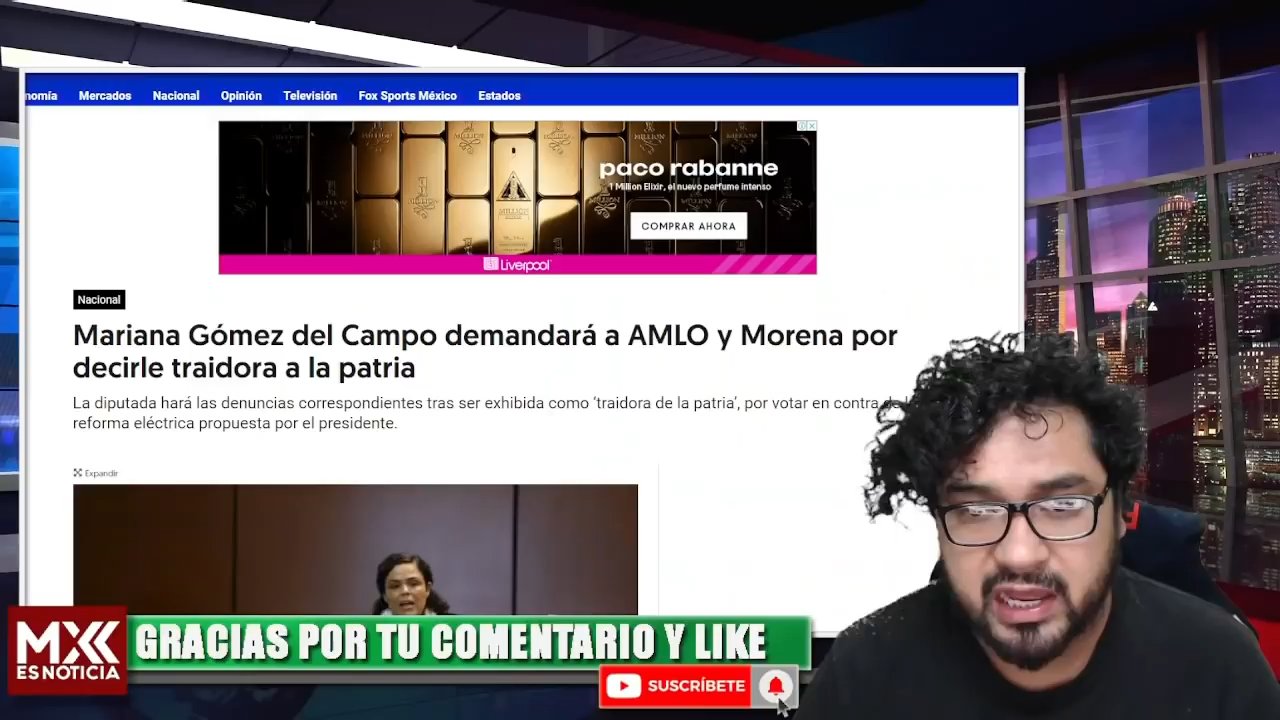 nomía Mercados Nacional Opinión Televisión Fox Sports México Estados
MILLION
paco rabanne
1 Million Elixir, el nuevo perfume intenso
COMPRAR AHORA
Liverpool
Nacional
Mariana Gómez del Campo demandará a AMLO y Morena por
decirle traidora a la patria
La diputada hará las denuncias correspondientes tras ser exhibida como ‘traidora de la patria’, por votar en contra de
reforma eléctrica propuesta por el presidente.
Expandir
MX
ES NOTICIA
GRACIAS POR TU COMENTARIO Y LIKE
SUSCRÍBETE